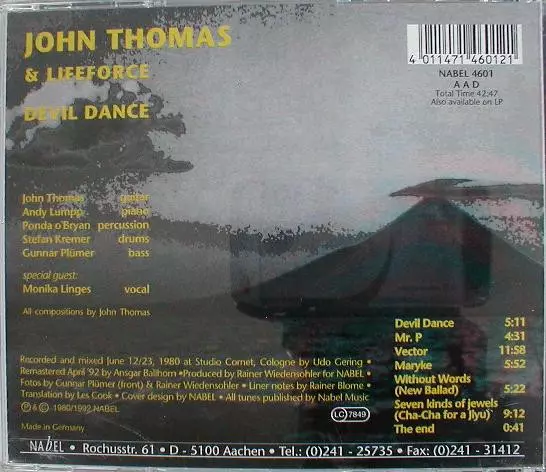 JOHN THOMAS
& LIFEFORCE
DEVIL DANCE
4 011471 460121
NABEL 4601
A A D
Total Time 42:47
Also available on LP
John Thomas guitar
Andy Lumpp piano
Ponda o'Bryan percussion
Stefan Kremer drums
Gunnar Plümer bass
special guest:
Monika Linges vocal
All compositions by John Thomas
Devil Dance 5:11
Mr. P 4:31
Vector 11:58
Maryke 5:52
Without Words
(New Ballad) 5:22
Seven kinds of jewels
(Cha-Cha for a Jlyu) 9:12
The end 0:41
Recorded and mixed June 12/23, 1980 at Studio Cornet, Cologne by Udo Gering •
Remastered April '92 by Ansgar Ballhorn • Produced by Rainer Wiedensohler for NABEL •
Fotos by Gunnar Plümer (front) & Rainer Wiedensohler • Liner notes by Rainer Blome •
Translation by Les Cook • Cover design by NABEL • All tunes published by Nabel Music
℗ & © 1980/1992 NABEL
LC 7849
Made in Germany
NABEL • Rochusstr. 61 • D - 5100 Aachen • Tel.: (0)241 - 25735 • Fax: (0)241 - 31412